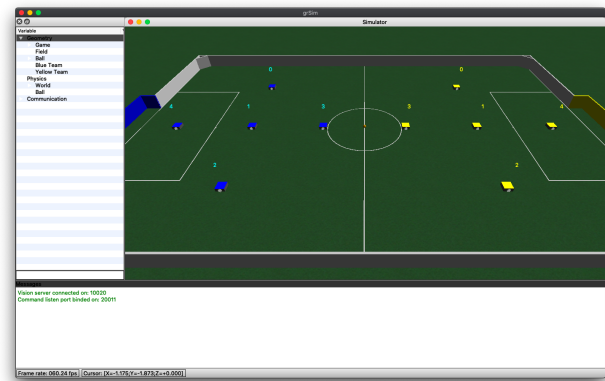 grSim
Simulator
Variable
Geometry
Game
Field
Ball
Blue Team
Yellow Team
Physics
World
Ball
Communication
0
0
4
1
3
3
1
4
2
2
Messages
Vision server connected on: 10020
Command listen port binded on: 20011
Frame rate: 060.24 fps
Cursor: [X=-1.175;Y=-1.873;Z=+0.000]